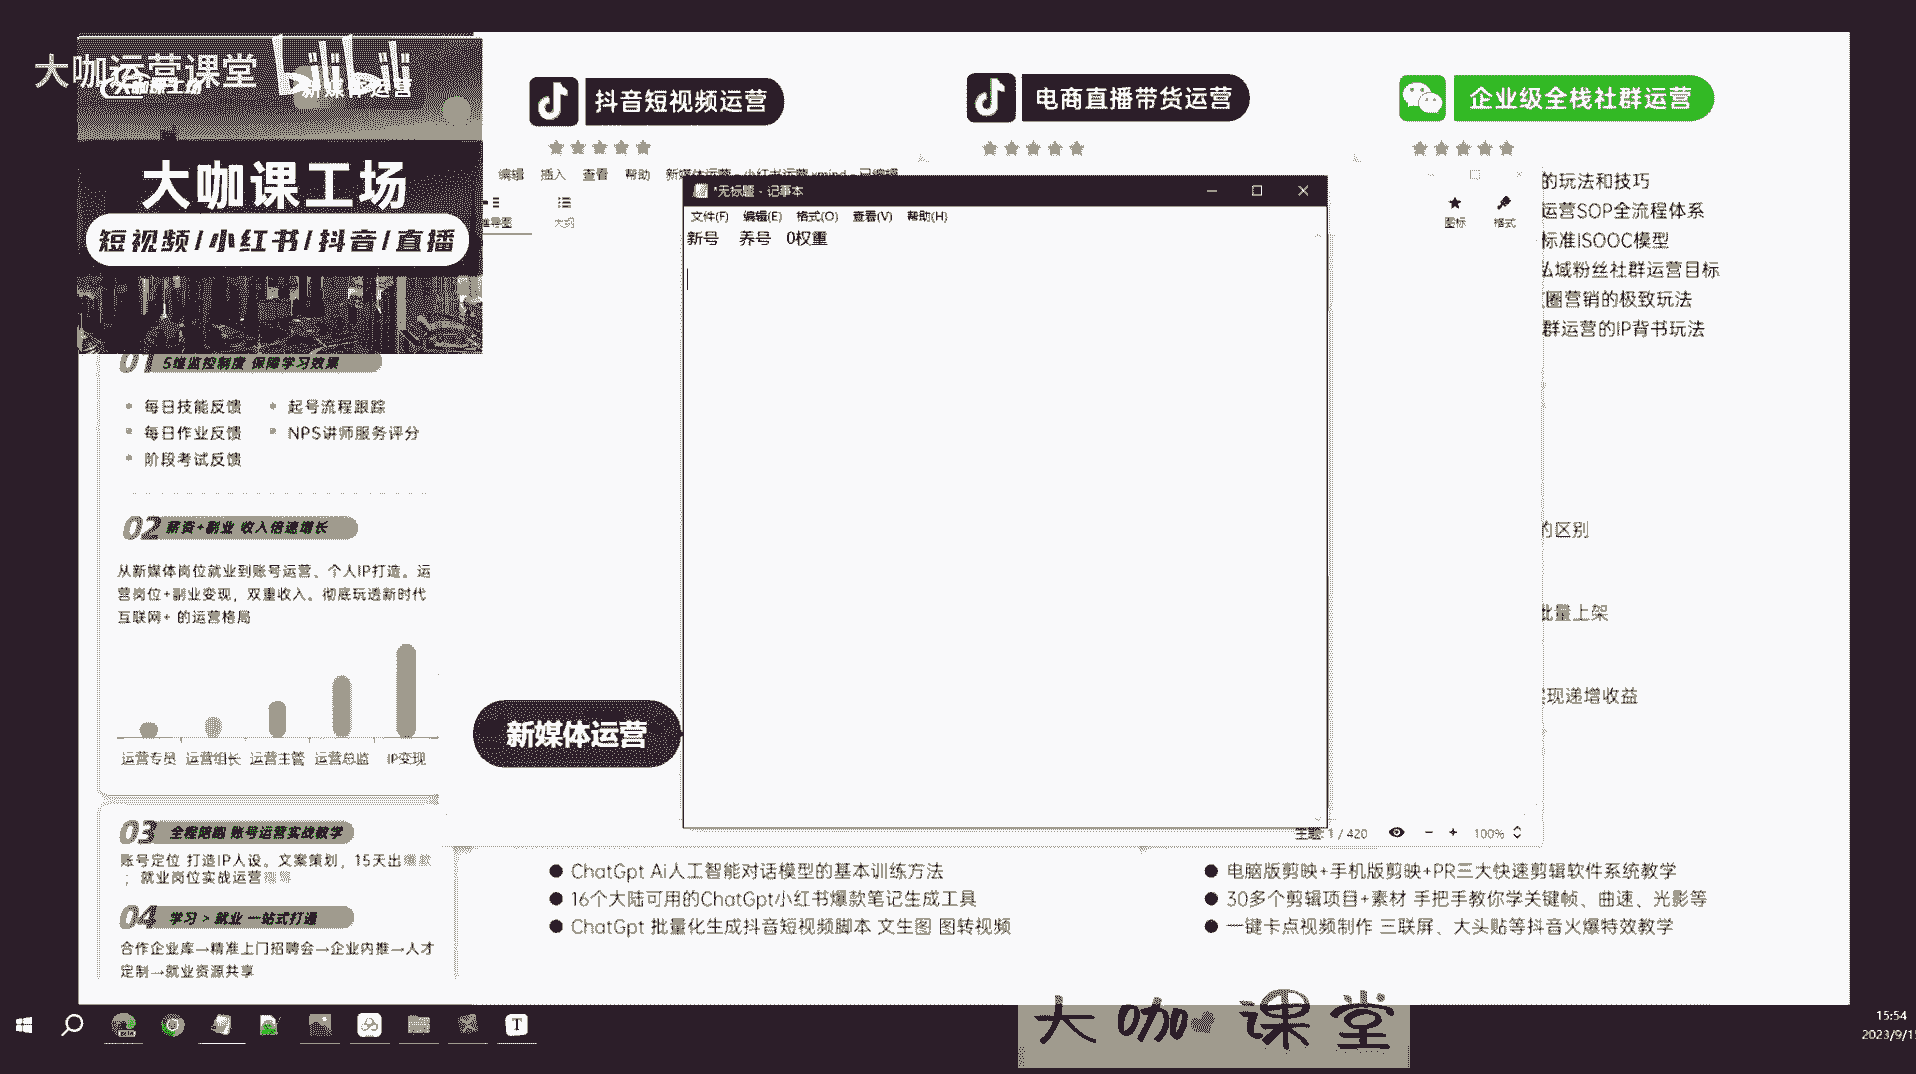 大咖运营课堂 bilibili
大咖课工场
新媒体运营
大咖课工场
短视频/小红书/抖音/直播
抖音短视频运营
电商直播带货运营
企业级全栈社群运营
编辑 插入 查看 帮助 新媒体运营 - 小红书运营.xmind - 已编辑
导图
大纲
图标
格式
*无标题 - 记事本
文件(F) 编辑(E) 格式(O) 查看(V) 帮助(H)
新号 养号 0权重
的玩法和技巧
运营SOP全流程体系
标准ISOOC模型
私域粉丝社群运营目标
圈营销的极致玩法
群运营的IP背书玩法
的区别
批量上架
实现递增收益
01 5维监控制度 保障学习效果
每日技能反馈
起号流程跟踪
每日作业反馈
NPS讲师服务评分
阶段考试反馈
02 薪资+副业 收入倍速增长
从新媒体岗位就业到账号运营、个人IP打造。运
营岗位+副业变现，双重收入。彻底玩透新时代
互联网+ 的运营格局
运营专员 运营组长 运营主管 运营总监 IP变现
03 全程陪跑 账号运营实战教学
账号定位 打造IP人设。文案策划，15天出爆款
；就业岗位实战运营
04 学习 > 就业 一站式打通
合作企业库→精准上门招聘会→企业内推→人才
定制→就业资源共享
新媒体运营
主题: 1 / 420
100%
ChatGpt Ai人工智能对话模型的基本训练方法
16个大陆可用的ChatGpt小红书爆款笔记生成工具
ChatGpt 批量化生成抖音短视频脚本 文生图 图转视频
电脑版剪映+手机版剪映+PR三大快速剪辑软件系统教学
30多个剪辑项目+素材 手把手教你学关键帧、曲速、光影等
一键卡点视频制作 三联屏、大头贴等抖音火爆特效教学
大咖课堂
15:54
2023/9/1